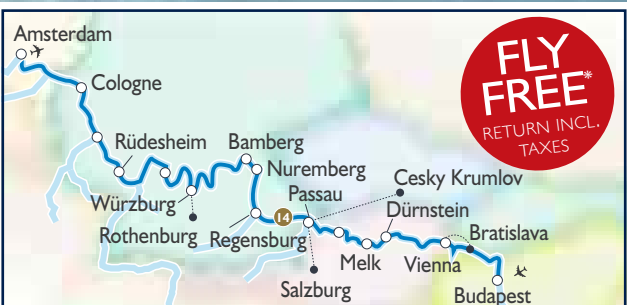 Amsterdam
FLY
FREE*
RETURN INCL.
TAXES
Cologne
Rüdesheim
Bamberg
Nuremberg
Passau
Cesky Krumlov
Würzburg
Dürnstein
Rothenburg
Regensburg
14
Bratislava
Melk
Vienna
Salzburg
Budapest